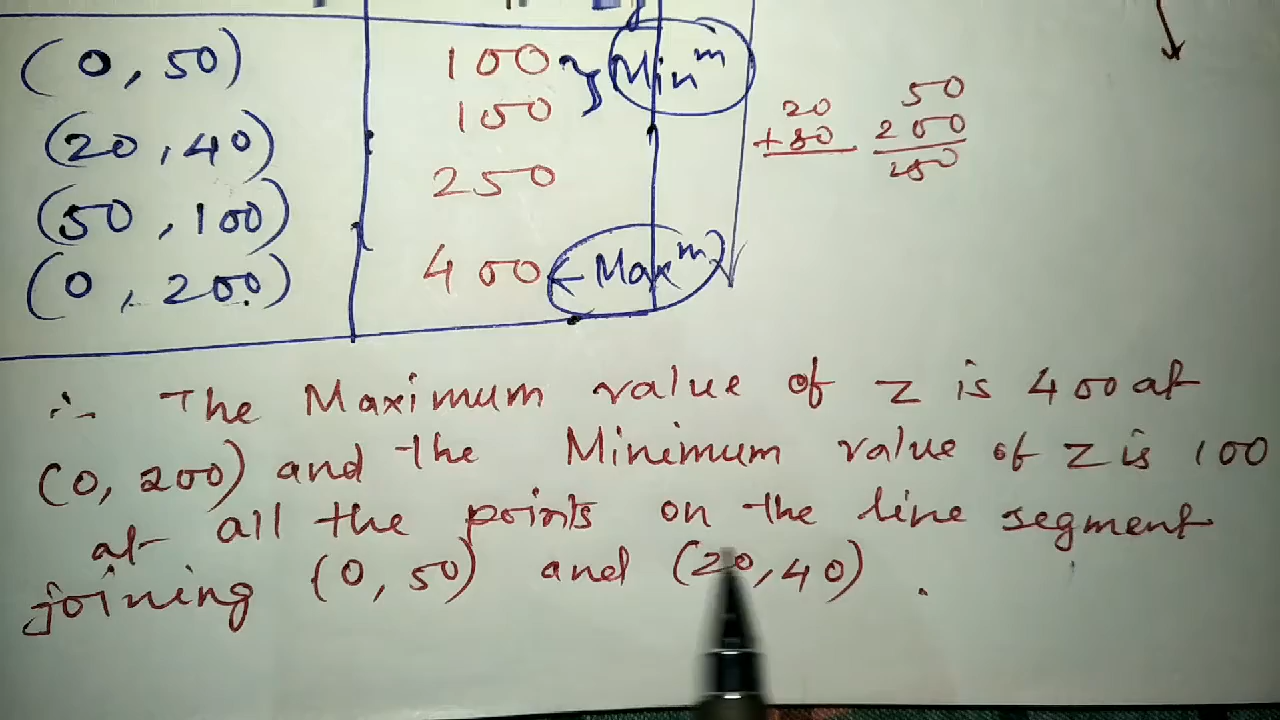 (0, 50) 100 } Minᵐ
(20, 40) 100
(50, 100) 250
(0, 200) 400 ← Maxᵐ
20
+80
50
200
250
∴ The Maximum value of Z is 400 at
(0, 200) and the Minimum value of Z is 100
at all the points on the line segment
joining (0, 50) and (20, 40).